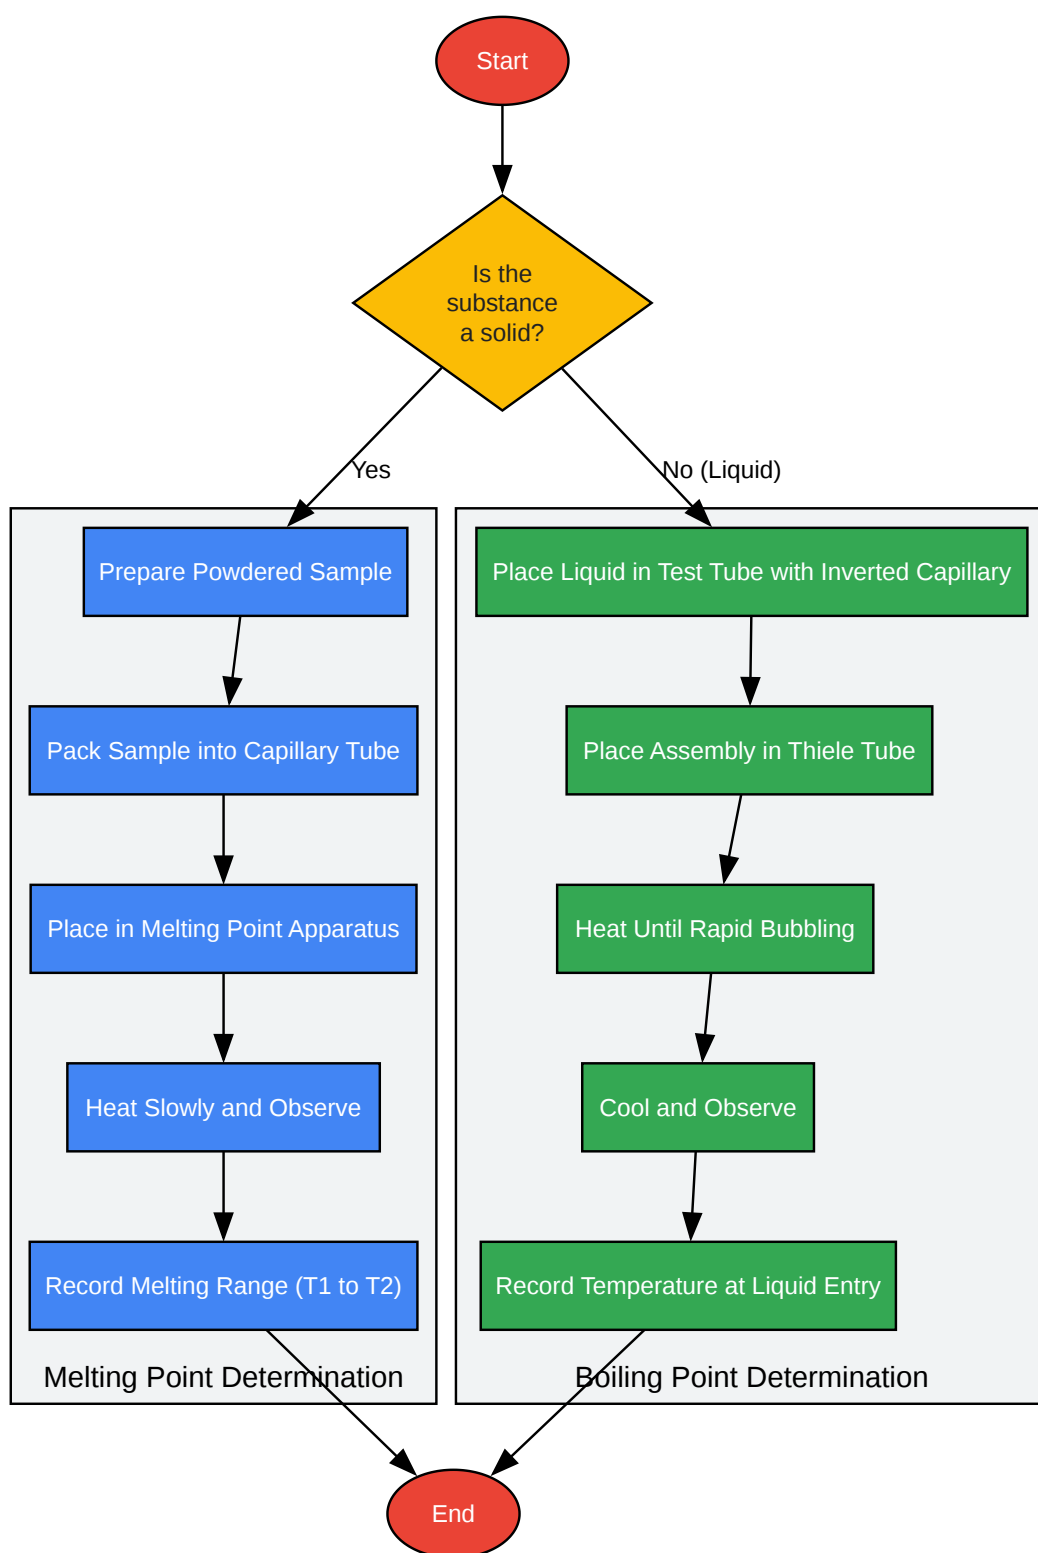 Start
Is the
substance
a solid?
Yes
No (Liquid)
Prepare Powdered Sample
Pack Sample into Capillary Tube
Place in Melting Point Apparatus
Heat Slowly and Observe
Record Melting Range (T1 to T2)
Melting Point Determination
Place Liquid in Test Tube with Inverted Capillary
Place Assembly in Thiele Tube
Heat Until Rapid Bubbling
Cool and Observe
Record Temperature at Liquid Entry
Boiling Point Determination
End